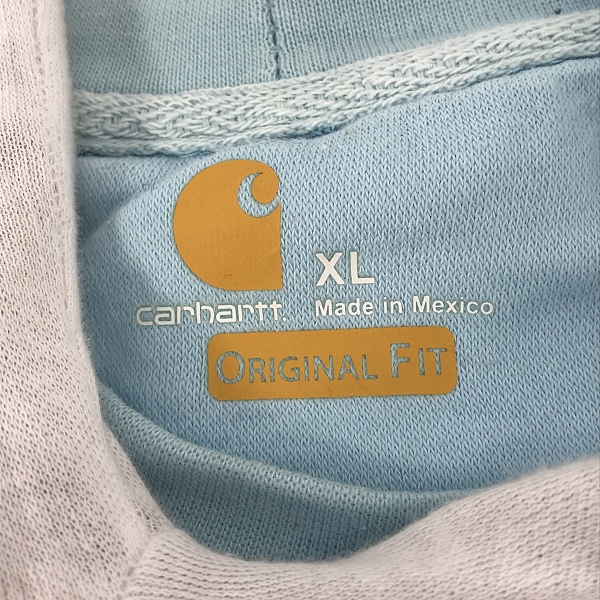 XL
carhartt.
Made in Mexico
ORIGINAL FIT